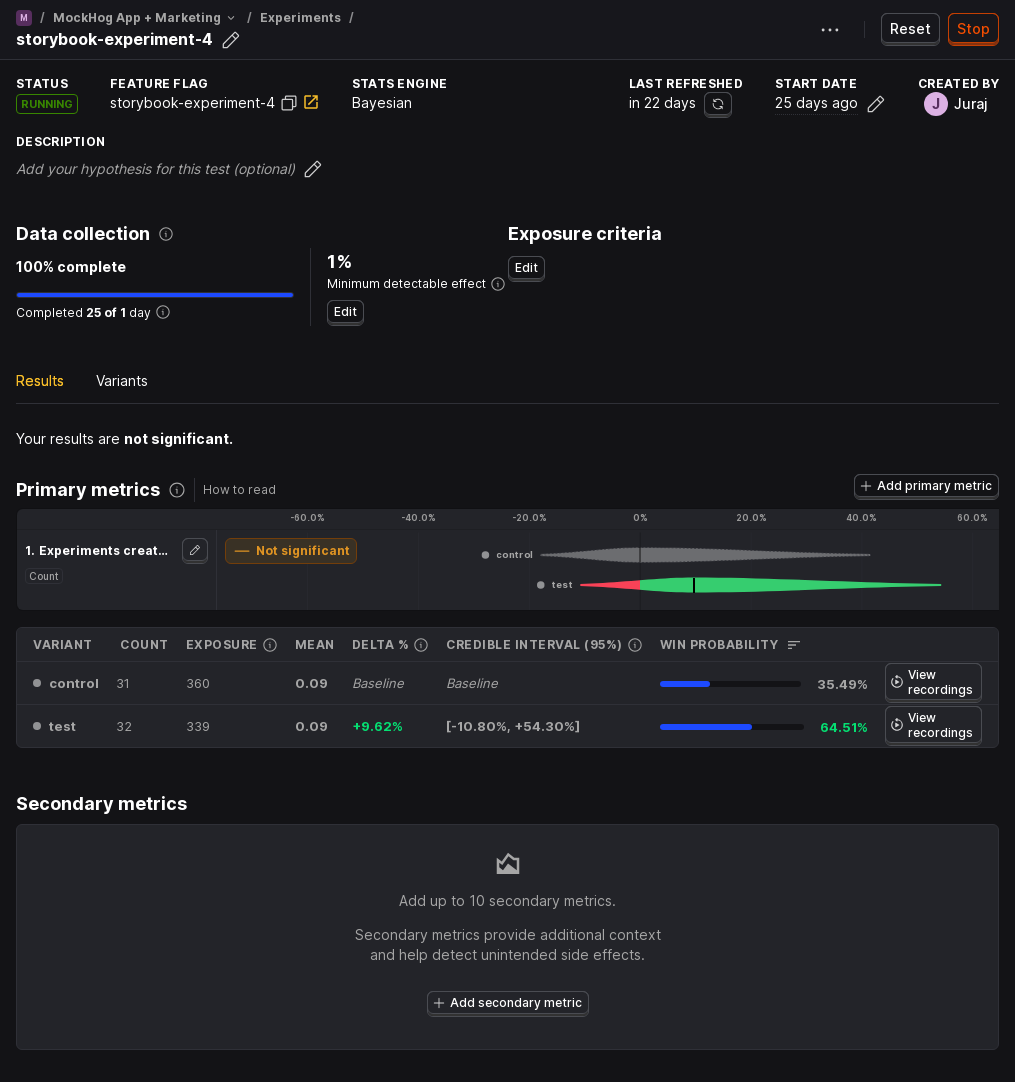 M / MockHog App + Marketing / Experiments /
storybook-experiment-4
Reset
Stop
STATUS
RUNNING
FEATURE FLAG
storybook-experiment-4
STATS ENGINE
Bayesian
LAST REFRESHED
in 22 days
START DATE
25 days ago
CREATED BY
J Juraj
DESCRIPTION
Add your hypothesis for this test (optional)
Data collection
100% complete
Completed 25 of 1 day
1%
Minimum detectable effect
Edit
Exposure criteria
Edit
Results Variants
Your results are not significant.
Primary metrics How to read
Add primary metric
-60.0% -40.0% -20.0% 0% 20.0% 40.0% 60.0%
1. Experiments creat...
Count
— Not significant
control
test
VARIANT COUNT EXPOSURE MEAN DELTA % CREDIBLE INTERVAL (95%) WIN PROBABILITY
control 31 360 0.09 Baseline Baseline 35.49% View recordings
test 32 339 0.09 +9.62% [-10.80%, +54.30%] 64.51% View recordings
Secondary metrics
Add up to 10 secondary metrics.
Secondary metrics provide additional context
and help detect unintended side effects.
Add secondary metric